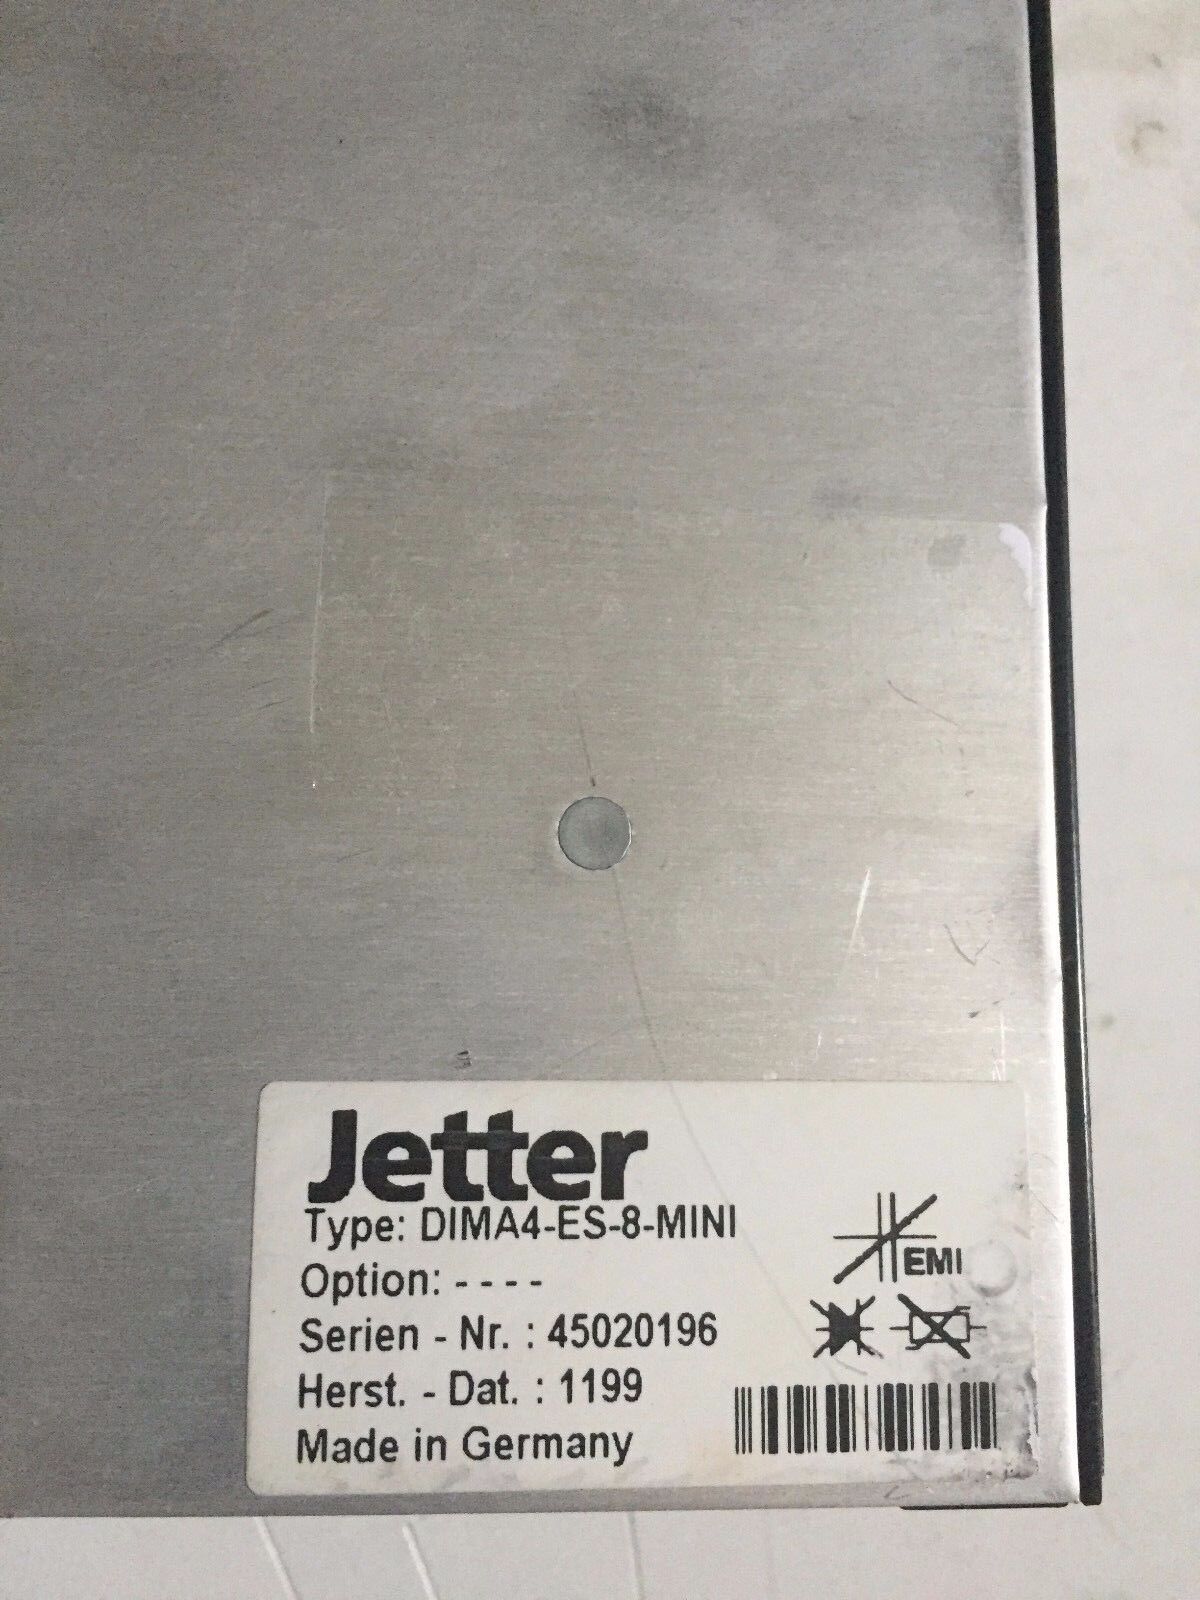 Jetter
Type: DIMA4-ES-8-MINI
Option: - - - -
Serien - Nr. : 45020196
Herst. - Dat. : 1199
Made in Germany
EMI